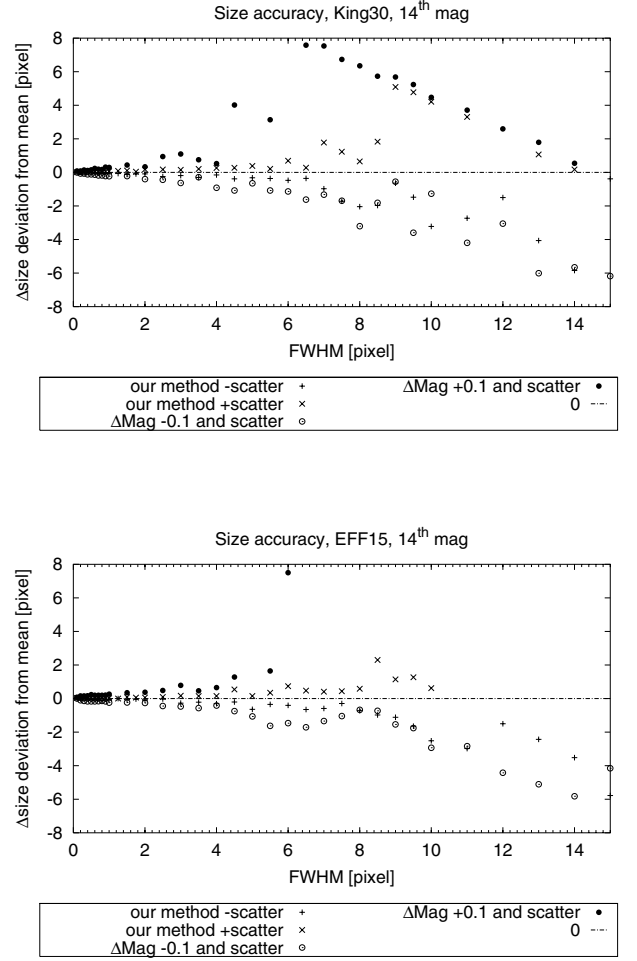 Size accuracy, King30, 14th mag
Δsize deviation from mean [pixel]
8
6
4
2
0
-2
-4
-6
-8
0 2 4 6 8 10 12 14
FWHM [pixel]
our method -scatter + ΔMag +0.1 and scatter •
our method +scatter × 0
ΔMag -0.1 and scatter ⊙
Size accuracy, EFF15, 14th mag
Δsize deviation from mean [pixel]
8
6
4
2
0
-2
-4
-6
-8
0 2 4 6 8 10 12 14
FWHM [pixel]
our method -scatter + ΔMag +0.1 and scatter •
our method +scatter × 0
ΔMag -0.1 and scatter ⊙